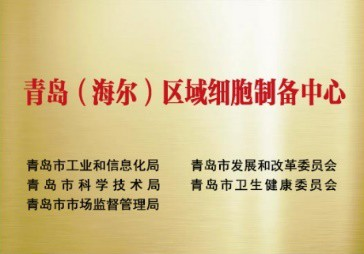 青岛（海尔）区域细胞制备中心
青岛市工业和信息化局 青岛市发展和改革委员会
青岛市科学技术局 青岛市卫生健康委员会
青岛市市场监督管理局